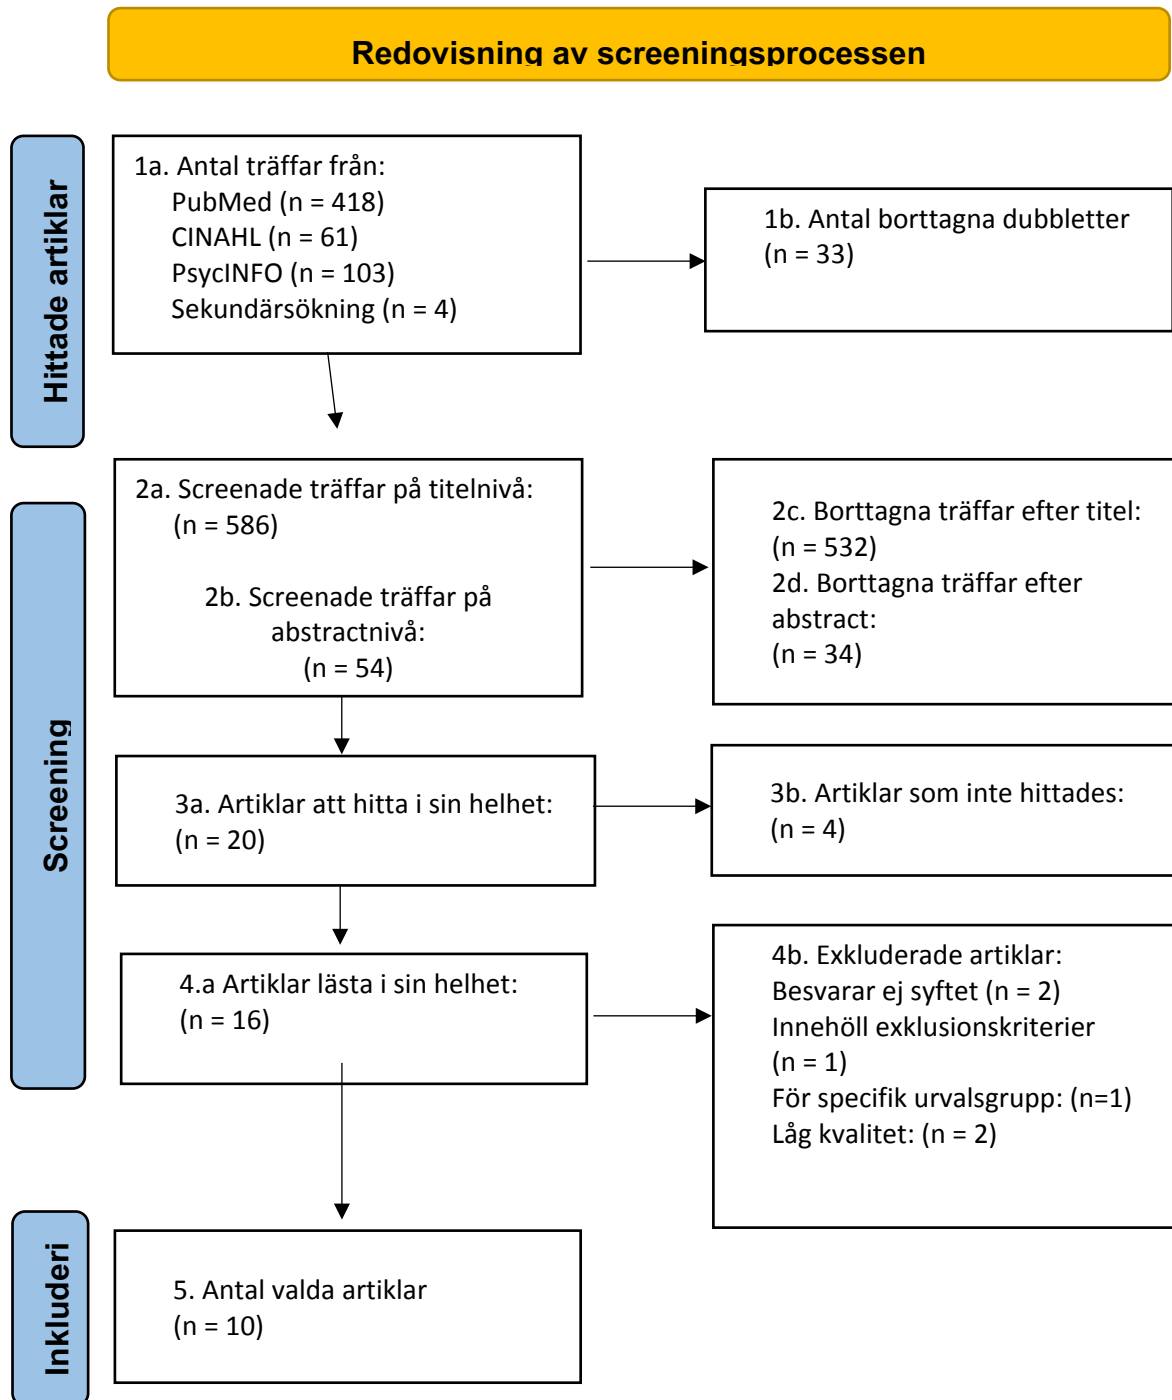 Redovisning av screeningsprocessen
Hittade artiklar
1a. Antal träffar från:
PubMed (n = 418)
CINAHL (n = 61)
PsycINFO (n = 103)
Sekundärsökning (n = 4)
1b. Antal borttagna dubbletter
(n = 33)
Screening
2a. Screenade träffar på titelnivå:
(n = 586)
2b. Screenade träffar på
abstractnivå:
(n = 54)
2c. Borttagna träffar efter titel:
(n = 532)
2d. Borttagna träffar efter
abstract:
(n = 34)
3a. Artiklar att hitta i sin helhet:
(n = 20)
3b. Artiklar som inte hittades:
(n = 4)
4.a Artiklar lästa i sin helhet:
(n = 16)
4b. Exkluderade artiklar:
Besvarar ej syftet (n = 2)
Innehöll exklusionskriterier
(n = 1)
För specifik urvalsgrupp: (n=1)
Låg kvalitet: (n = 2)
Inkluderi
5. Antal valda artiklar
(n = 10)